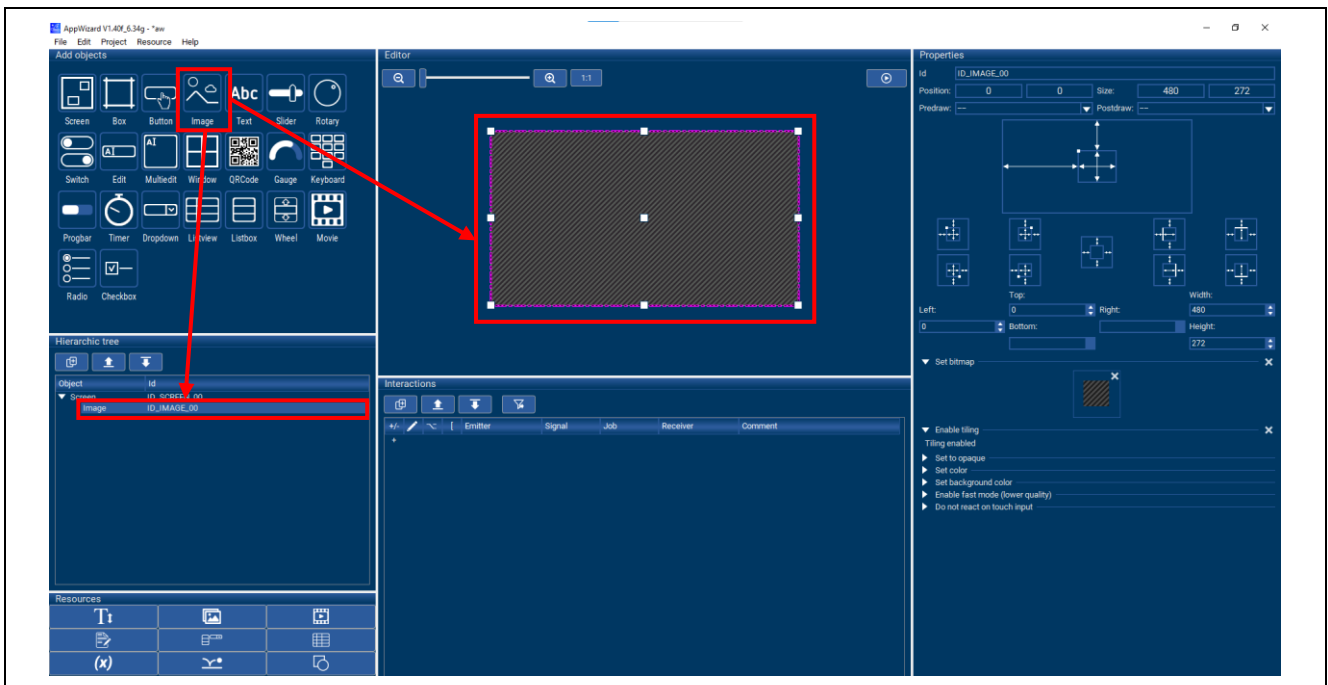 AppWizard V1.40f_6.34g - *aw
File Edit Project Resource Help
Add objects
Screen Box Button Image Text Slider Rotary
Abc
Switch Edit Multiedit Window QRCode Gauge Keyboard
AI AI
Progbar Timer Dropdown Listview Listbox Wheel Movie
Radio Checkbox
Hierarchic tree
Object Id
Screen ID_SCREEN_00
Image ID_IMAGE_00
Resources
T
(x)
Editor
1:1
Interactions
+/- [ Emitter Signal Job Receiver Comment
+
Properties
Id ID_IMAGE_00
Position: 0 0 Size: 480 272
Predraw: -- Postdraw: --
Top: Width:
Left: 0 Right: 480
0 Bottom: Height:
272
Set bitmap
Enable tiling
Tiling enabled
Set to opaque
Set color
Set background color
Enable fast mode (lower quality)
Do not react on touch input